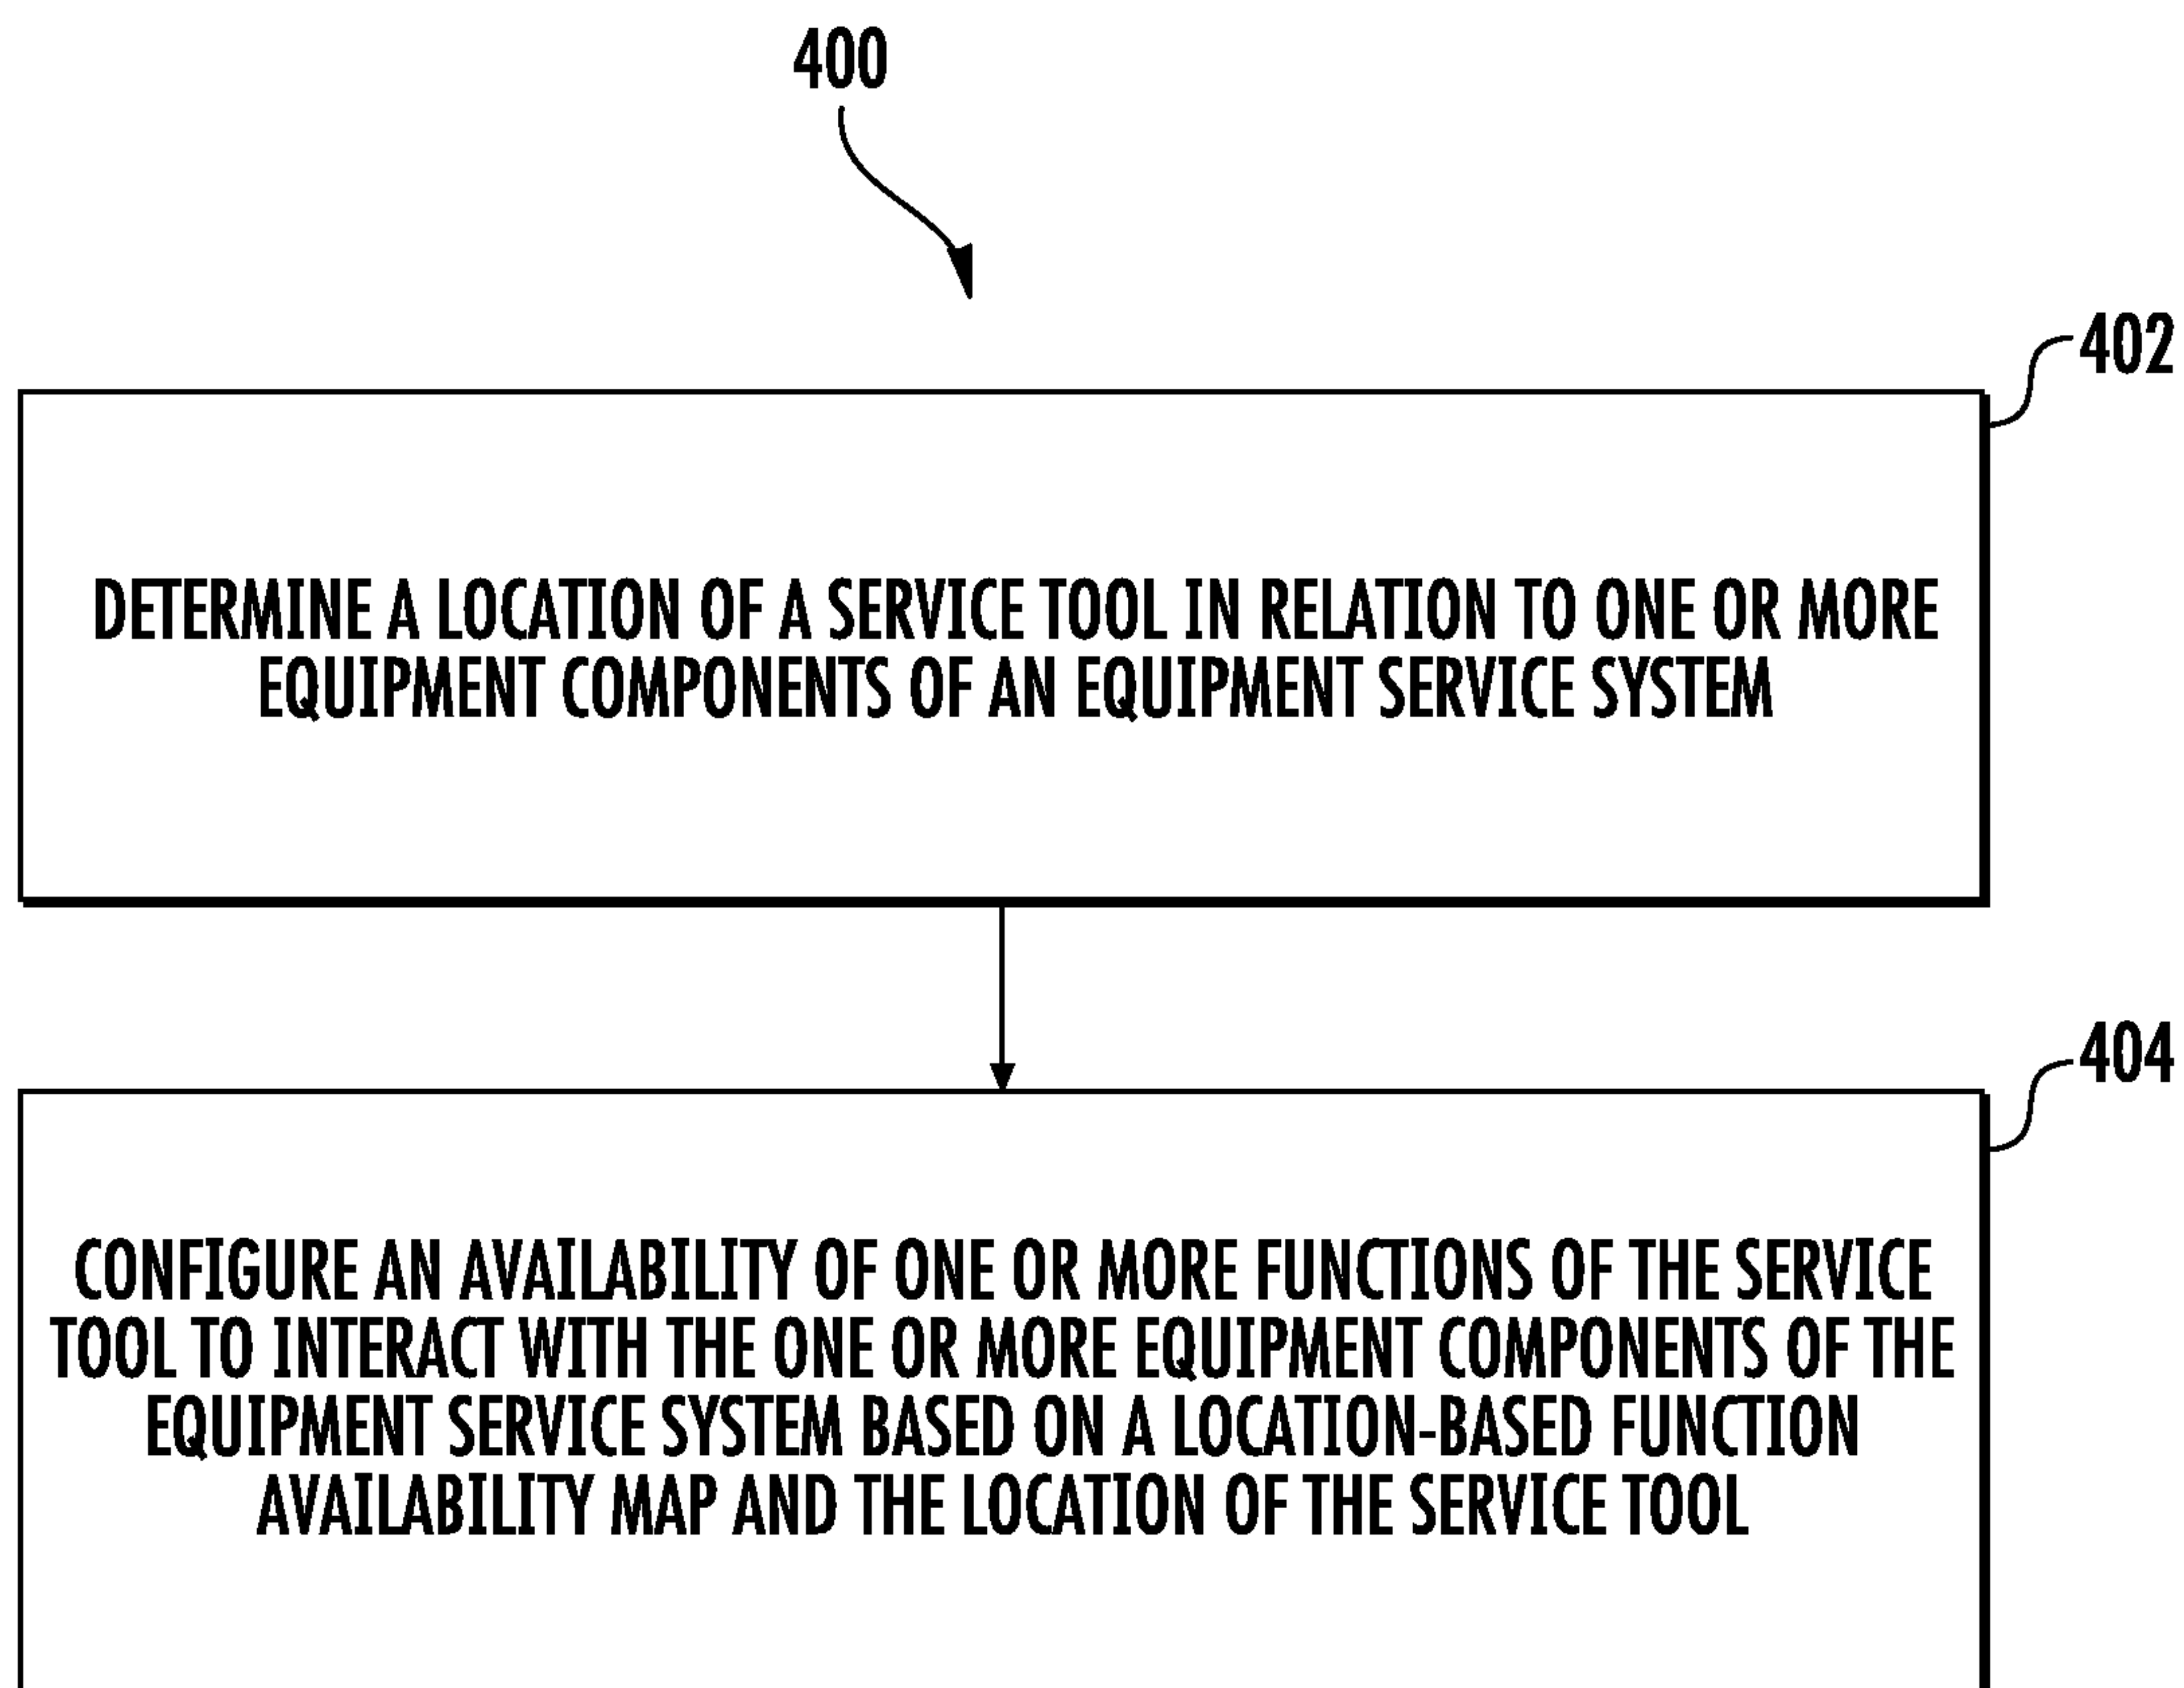 400
402
DETERMINE A LOCATION OF A SERVICE TOOL IN RELATION TO ONE OR MORE
EQUIPMENT COMPONENTS OF AN EQUIPMENT SERVICE SYSTEM
404
CONFIGURE AN AVAILABILITY OF ONE OR MORE FUNCTIONS OF THE SERVICE
TOOL TO INTERACT WITH THE ONE OR MORE EQUIPMENT COMPONENTS OF THE
EQUIPMENT SERVICE SYSTEM BASED ON A LOCATION-BASED FUNCTION
AVAILABILITY MAP AND THE LOCATION OF THE SERVICE TOOL